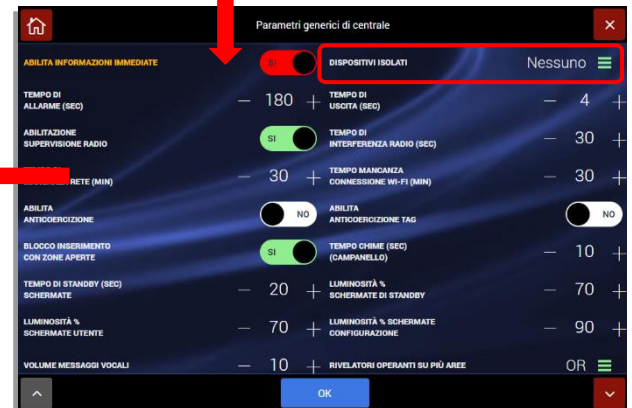 Parametri generici di centrale
ABILITA INFORMAZIONI IMMEDIATE
SI
DISPOSITIVI ISOLATI
Nessuno
TEMPO DI
ALLARME (SEC)
— 180 +
TEMPO DI
USCITA (SEC)
— 4 +
ABILITAZIONE
SUPERVISIONE RADIO
SI
TEMPO DI
INTERFERENZA RADIO (SEC)
— 30 +
RETE (MIN)
— 30 +
TEMPO MANCANZA
CONNESSIONE WI-FI (MIN)
— 30 +
ABILITA
ANTICOERCIZIONE
NO
ABILITA
ANTICOERCIZIONE TAG
NO
BLOCCO INSERIMENTO
CON ZONE APERTE
SI
TEMPO CHIME (SEC)
(CAMPANELLO)
— 10 +
TEMPO DI STANDBY (SEC)
SCHERMATE
— 20 +
LUMINOSITÀ %
SCHERMATE DI STANDBY
— 70 +
LUMINOSITÀ %
SCHERMATE UTENTE
— 70 +
LUMINOSITÀ % SCHERMATE
CONFIGURAZIONE
— 90 +
VOLUME MESSAGGI VOCALI
— 10 +
RIVELATORI OPERANTI SU PIÙ AREE
OR
OK